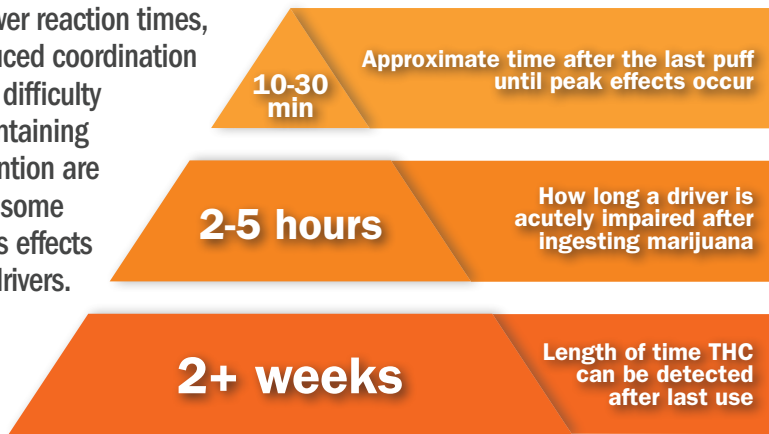 wer reaction times,
uced coordination
difficulty
ntaining
ntion are
some
s effects
drivers.
10-30
min
Approximate time after the last puff
until peak effects occur
2-5 hours
How long a driver is
acutely impaired after
ingesting marijuana
2+ weeks
Length of time THC
can be detected
after last use